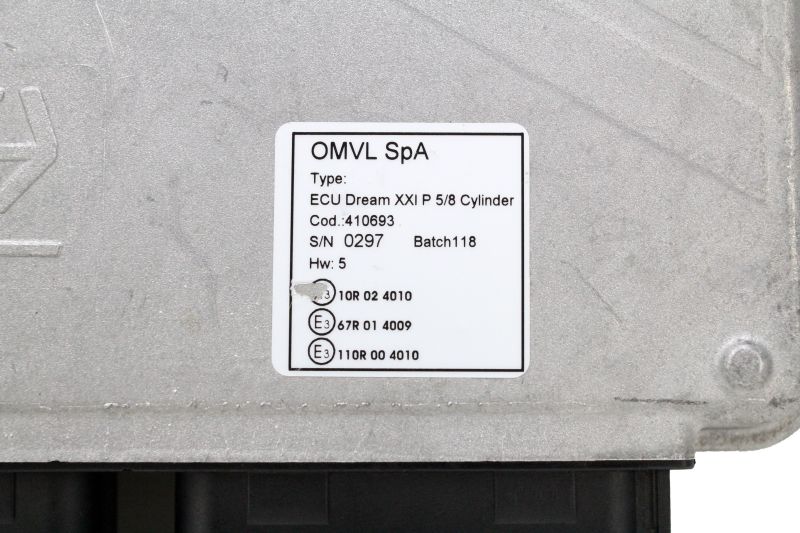 OMVL SpA
Type:
ECU Dream XXI P 5/8 Cylinder
Cod.:410693
S/N 0297 Batch118
Hw: 5
10R 02 4010
E3 67R 01 4009
E3 110R 00 4010